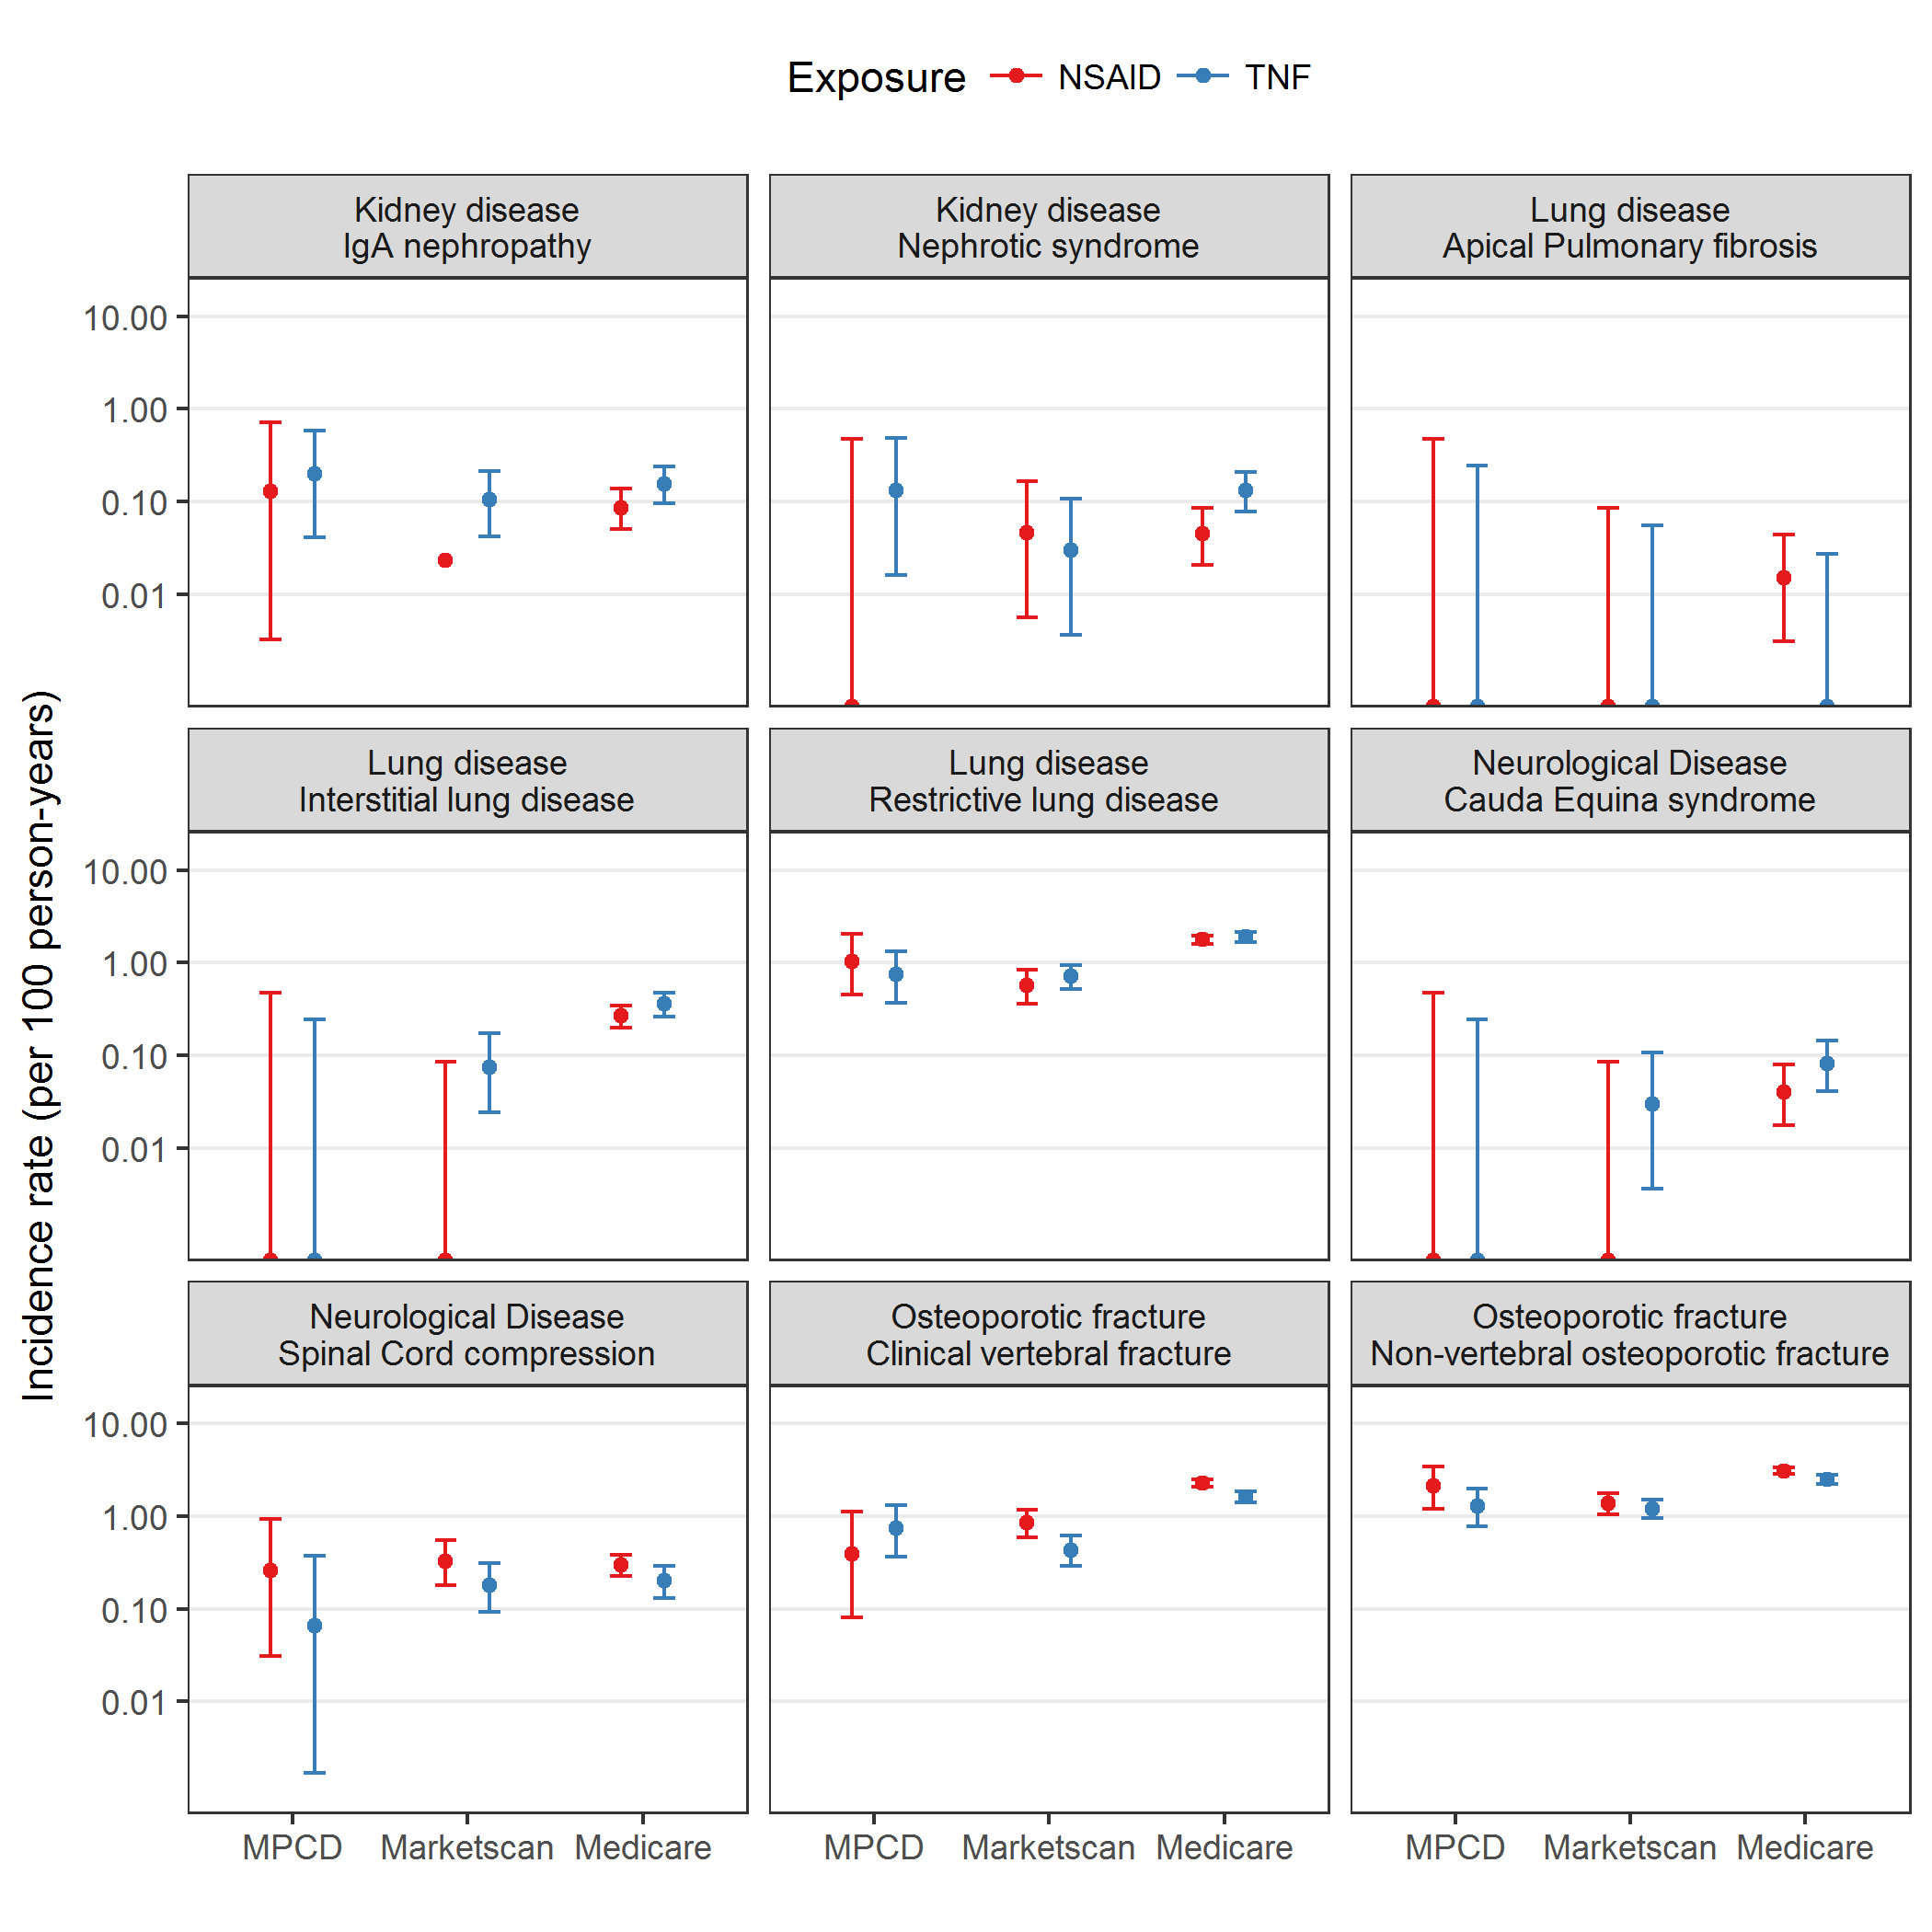 Exposure NSAID TNF
Kidney disease
IgA nephropathy
Kidney disease
Nephrotic syndrome
Lung disease
Apical Pulmonary fibrosis
10.00
1.00
0.10
0.01
Lung disease
Interstitial lung disease
Lung disease
Restrictive lung disease
Neurological Disease
Cauda Equina syndrome
10.00
1.00
0.10
0.01
Neurological Disease
Spinal Cord compression
Osteoporotic fracture
Clinical vertebral fracture
Osteoporotic fracture
Non-vertebral osteoporotic fracture
10.00
1.00
0.10
0.01
MPCD Marketscan Medicare
MPCD Marketscan Medicare
MPCD Marketscan Medicare
Incidence rate (per 100 person-years)